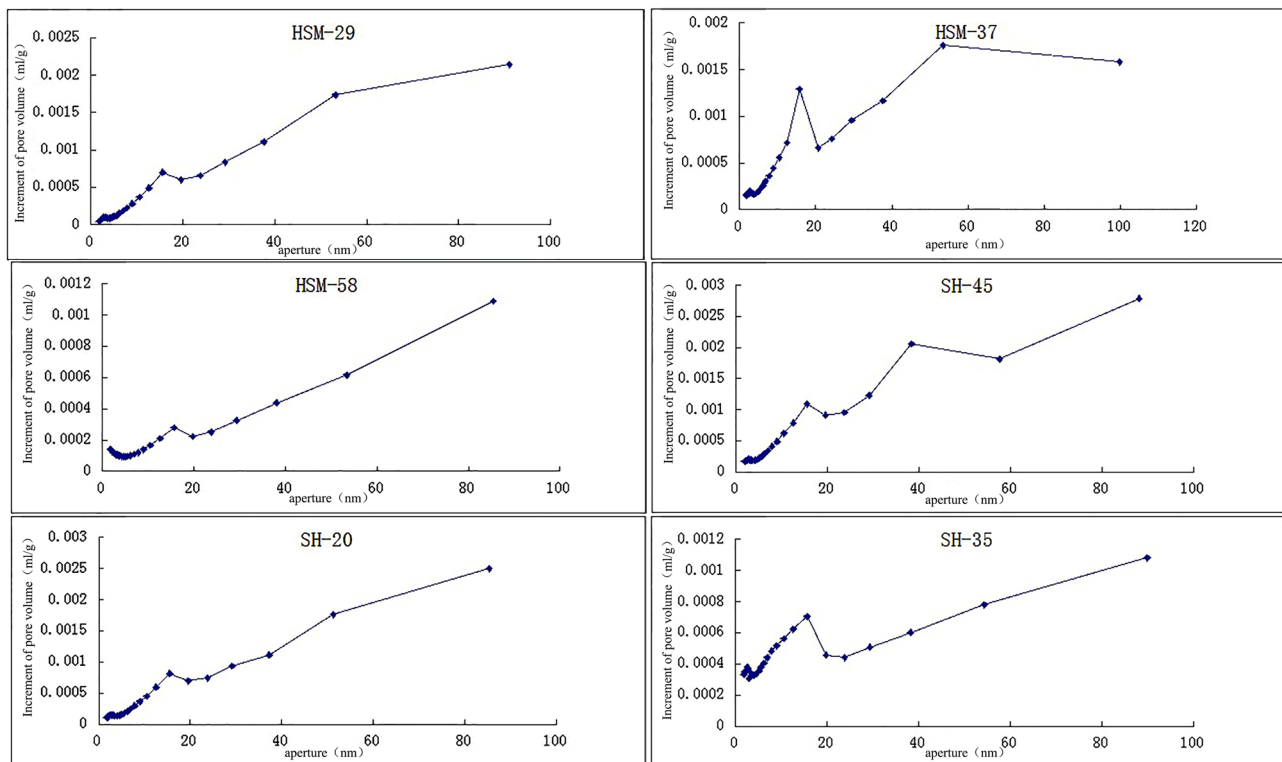 HSM-29
Increment of pore volume (ml/g)
0.0025
0.002
0.0015
0.001
0.0005
0
0 20 40 60 80 100
aperture (nm)
HSM-37
Increment of pore volume (ml/g)
0.002
0.0015
0.001
0.0005
0
0 20 40 60 80 100 120
aperture (nm)
HSM-58
Increment of pore volume (ml/g)
0.0012
0.001
0.0008
0.0006
0.0004
0.0002
0
0 20 40 60 80 100
aperture (nm)
SH-45
Increment of pore volume (ml/g)
0.003
0.0025
0.002
0.0015
0.001
0.0005
0
0 20 40 60 80 100
aperture (nm)
SH-20
Increment of pore volume (ml/g)
0.003
0.0025
0.002
0.0015
0.001
0.0005
0
0 20 40 60 80 100
aperture (nm)
SH-35
Increment of pore volume (ml/g)
0.0012
0.001
0.0008
0.0006
0.0004
0.0002
0
0 20 40 60 80 100
aperture (nm)